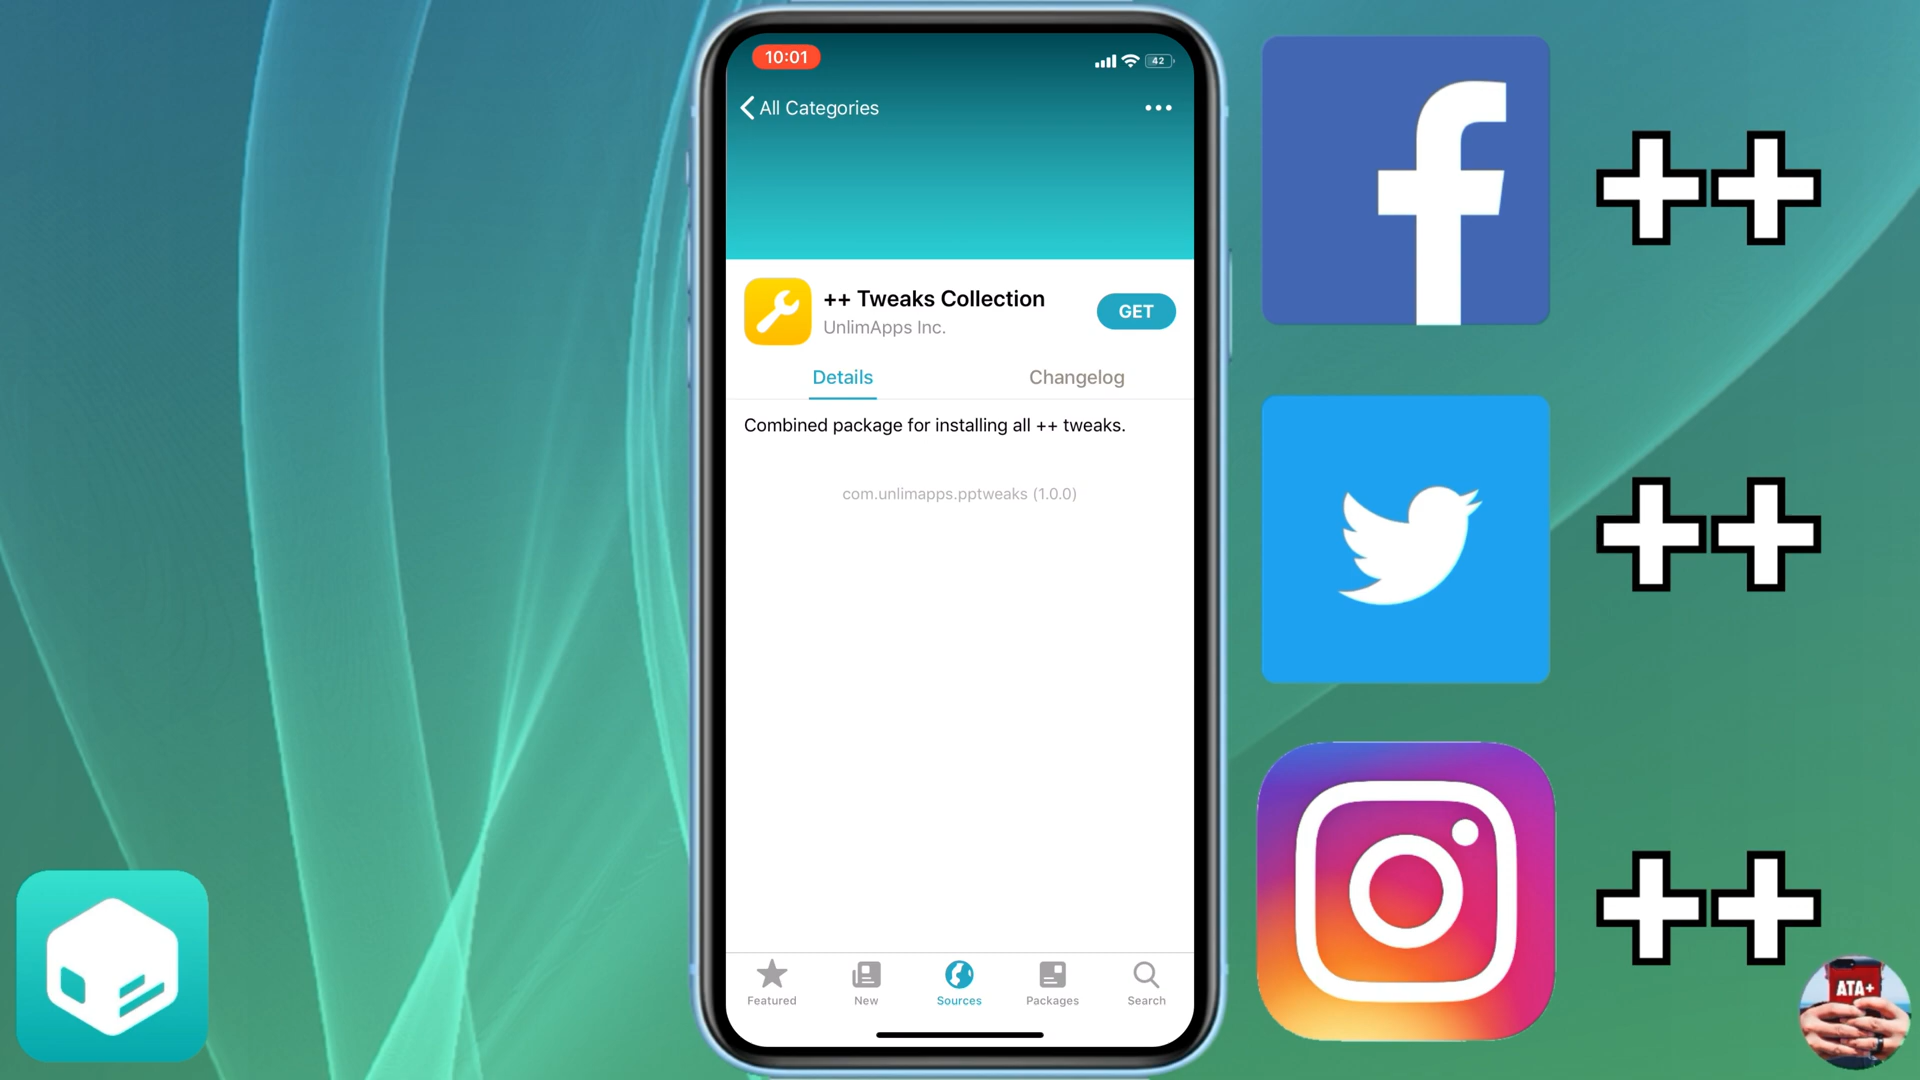 10:01
42
All Categories
++ Tweaks Collection
UnlimApps Inc.
GET
Details
Changelog
Combined package for installing all ++ tweaks.
com.unlimapps.pptweaks (1.0.0)
Featured
New
Sources
Packages
Search
++
++
++
ATA+